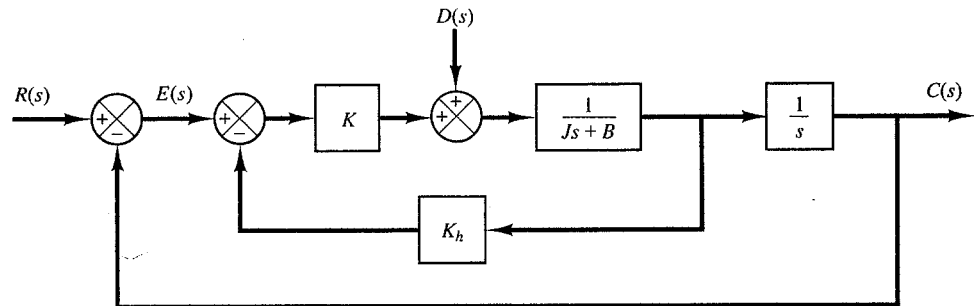 D(s)
R(s)
+
−
E(s)
−
K
+
+
1
Js + B
1
s
C(s)
K_h